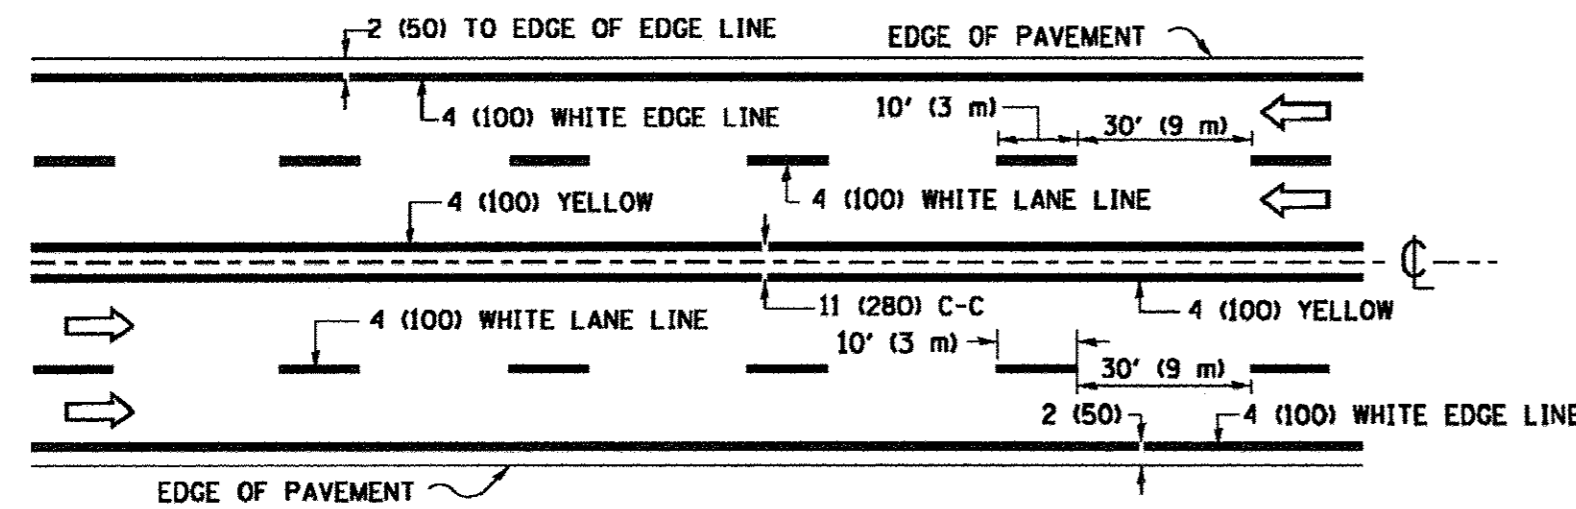 2 (50) TO EDGE OF EDGE LINE
EDGE OF PAVEMENT
4 (100) WHITE EDGE LINE
10' (3 m)
30' (9 m)
4 (100) YELLOW
4 (100) WHITE LANE LINE
℄
11 (280) C-C
4 (100) YELLOW
4 (100) WHITE LANE LINE
10' (3 m)
30' (9 m)
2 (50)
4 (100) WHITE EDGE LINE
EDGE OF PAVEMENT